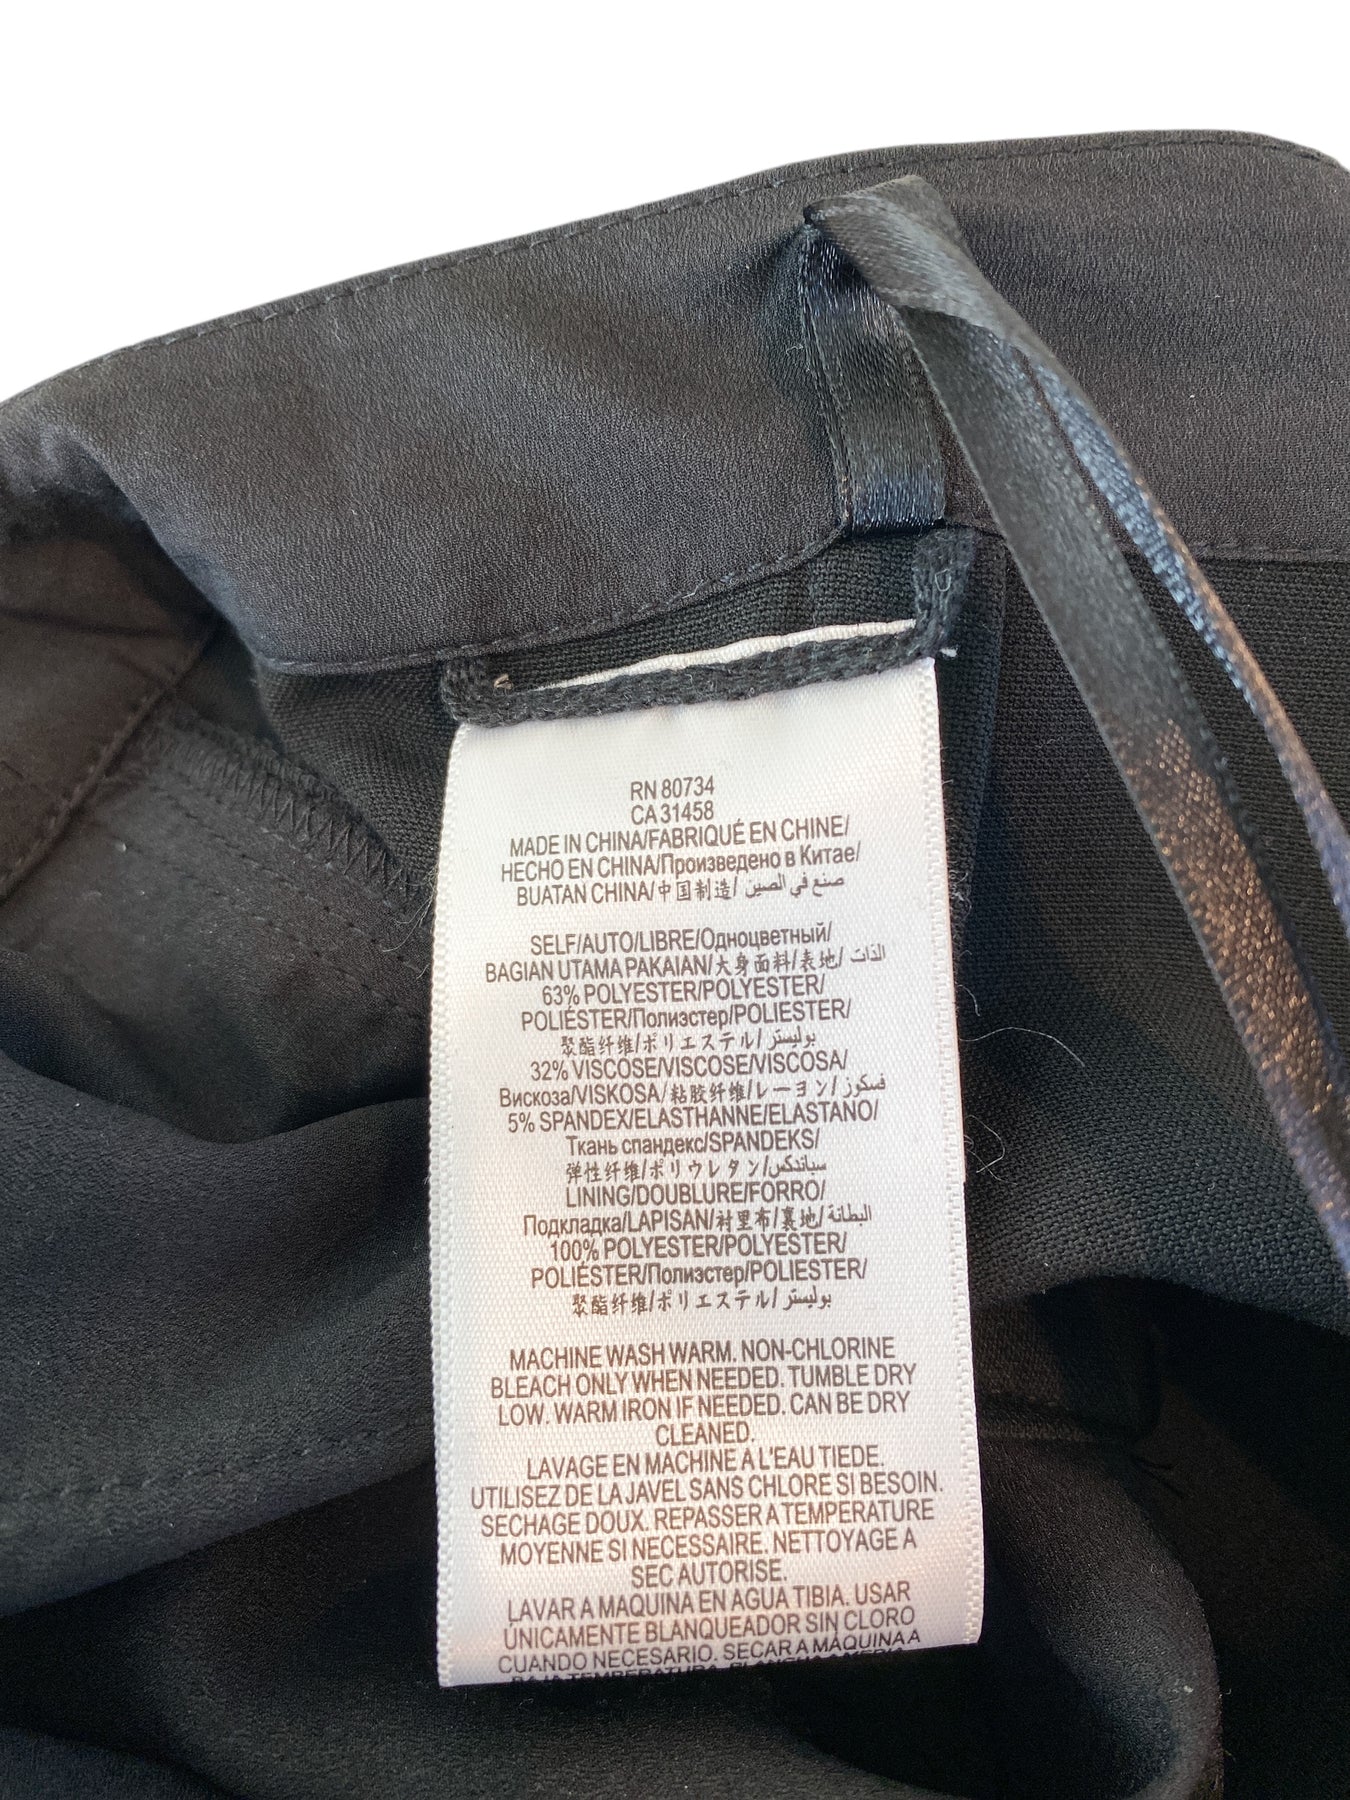 RN 80734
CA 31458
MADE IN CHINA/FABRIQUÉ EN CHINE/
HECHO EN CHINA/Произведено в Китае/
BUATAN CHINA/中国制造/ صنع في الصين
SELF/AUTO/LIBRE/Одноцветный/
BAGIAN UTAMA PAKAIAN/大身面料/表地/ الذات
63% POLYESTER/POLYESTER/
POLIÉSTER/Полиэстер/POLIESTER/
聚酯纤维/ポリエステル/ بوليستر
32% VISCOSE/VISCOSE/VISCOSA/
Вискоза/VISKOSA/粘胶纤维/レーヨン/ فسكوز
5% SPANDEX/ELASTHANNE/ELASTANO/
Ткань спандекс/SPANDEKS/
弹性纤维/ポリウレタン/سباندكس
LINING/DOUBLURE/FORRO/
Подкладка/LAPISAN/衬里布/裏地/ البطانة
100% POLYESTER/POLYESTER/
POLIÉSTER/Полиэстер/POLIESTER/
聚酯纤维/ポリエステル/ بوليستر
MACHINE WASH WARM. NON-CHLORINE
BLEACH ONLY WHEN NEEDED. TUMBLE DRY
LOW. WARM IRON IF NEEDED. CAN BE DRY
CLEANED.
LAVAGE EN MACHINE A L'EAU TIEDE.
UTILISEZ DE LA JAVEL SANS CHLORE SI BESOIN.
SECHAGE DOUX. REPASSER A TEMPERATURE
MOYENNE SI NECESSAIRE. NETTOYAGE A
SEC AUTORISE.
LAVAR A MAQUINA EN AGUA TIBIA. USAR
ÚNICAMENTE BLANQUEADOR SIN CLORO
CUANDO NECESARIO. SECAR A MÁQUINA A
BAJA TEMPERATURA.